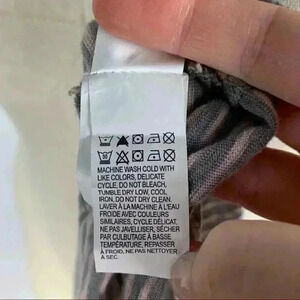 MACHINE WASH COLD WITH
LIKE COLORS, DELICATE
CYCLE, DO NOT BLEACH,
TUMBLE DRY LOW, COOL
IRON, DO NOT DRY CLEAN.
LAVER À LA MACHINE À L'EAU
FROIDE AVEC COULEURS
SIMILAIRES, CYCLE DÉLICAT,
NE PAS JAVELLISER, SÉCHER
PAR CULBUTAGE À BASSE
TEMPÉRATURE, REPASSER
À FROID, NE PAS NETTOYER
À SEC.